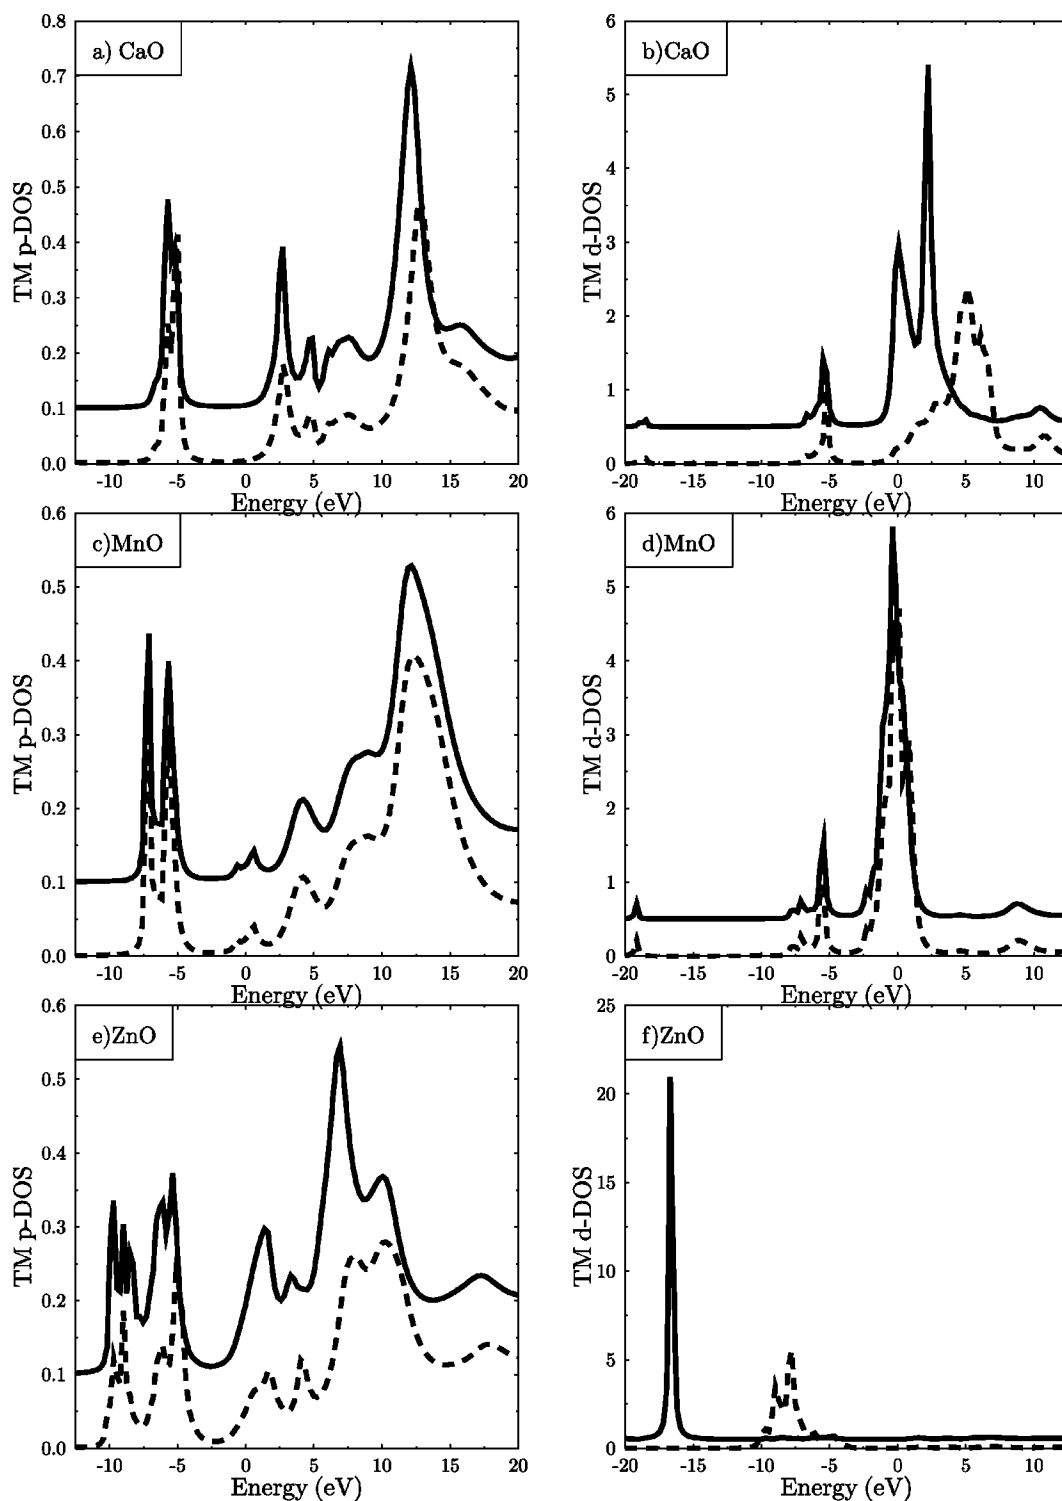 a) CaO
TM p-DOS
0.8
0.7
0.6
0.5
0.4
0.3
0.2
0.1
0.0
-10 -5 0 5 10 15 20
Energy (eV)
b)CaO
TM d-DOS
6
5
4
3
2
1
0
-20 -15 -10 -5 0 5 10
Energy (eV)
c)MnO
TM p-DOS
0.6
0.5
0.4
0.3
0.2
0.1
0.0
-10 -5 0 5 10 15 20
Energy (eV)
d)MnO
TM d-DOS
6
5
4
3
2
1
0
-20 -15 -10 -5 0 5 10
Energy (eV)
e)ZnO
TM p-DOS
0.6
0.5
0.4
0.3
0.2
0.1
0.0
-10 -5 0 5 10 15 20
Energy (eV)
f)ZnO
TM d-DOS
25
20
15
10
5
0
-20 -15 -10 -5 0 5 10
Energy (eV)